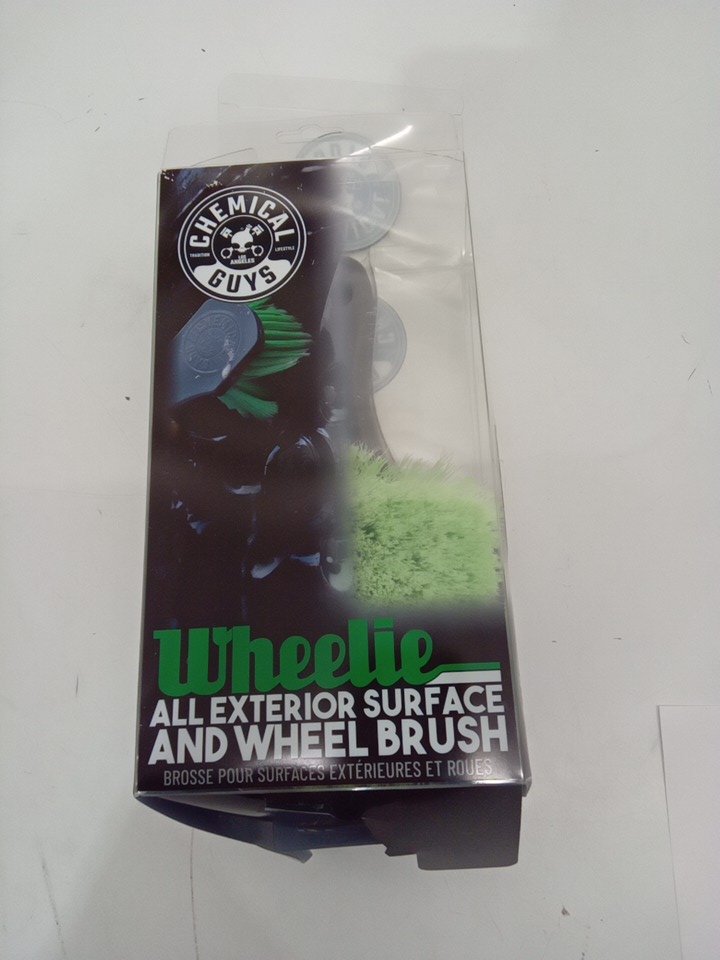 CHEMICAL
TRADITION
LIFESTYLE
LOS
ANGELES
GUYS
Wheelie
ALL EXTERIOR SURFACE
AND WHEEL BRUSH
BROSSE POUR SURFACES EXTÉRIEURES ET ROUES